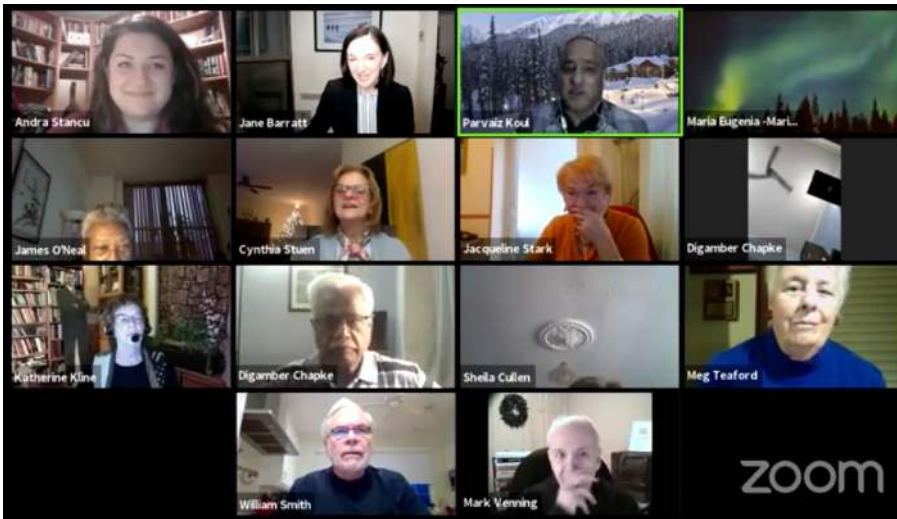 Andra Stancu
Jane Barratt
Parvaiz Koul
Maria Eugenia -Mari...
James O'Neal
Cynthia Stuen
Jacqueline Stark
Digamber Chapke
Katherine Kline
Digamber Chapke
Sheila Cullen
Meg Teaford
William Smith
Mark Venning
zoom